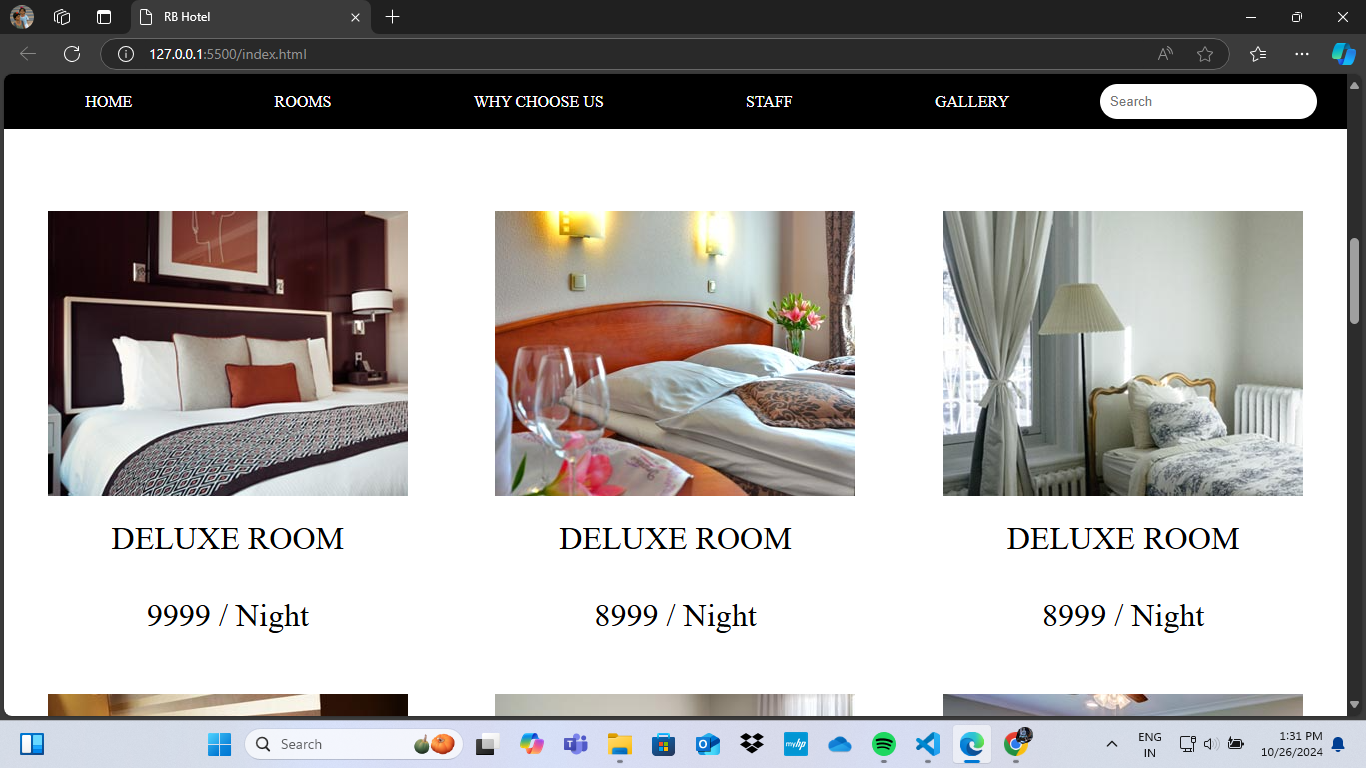 RB Hotel
127.0.0.1:5500/index.html
HOME ROOMS WHY CHOOSE US STAFF GALLERY Search
DELUXE ROOM DELUXE ROOM DELUXE ROOM
9999 / Night 8999 / Night 8999 / Night
Search
myhp
ENG
IN
1:31 PM
10/26/2024